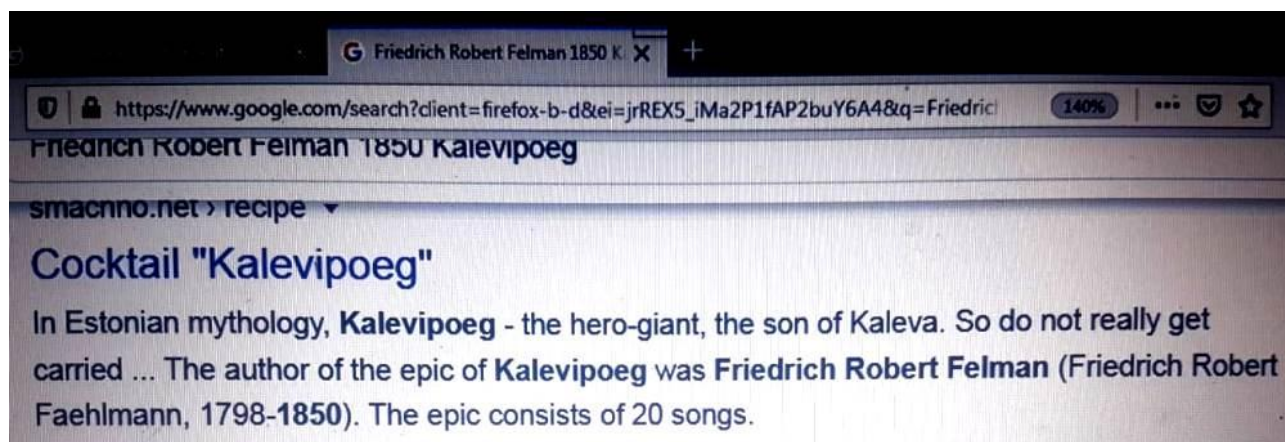 G Friedrich Robert Felman 1850 K
https://www.google.com/search?client=firefox-b-d&ei=jrREX5_iMa2P1fAP2buY6A4&q=Friedric 140%
Friedrich Robert Felman 1850 Kalevipoeg
smachno.net › recipe
Cocktail "Kalevipoeg"
In Estonian mythology, Kalevipoeg - the hero-giant, the son of Kaleva. So do not really get
carried ... The author of the epic of Kalevipoeg was Friedrich Robert Felman (Friedrich Robert
Faehlmann, 1798-1850). The epic consists of 20 songs.